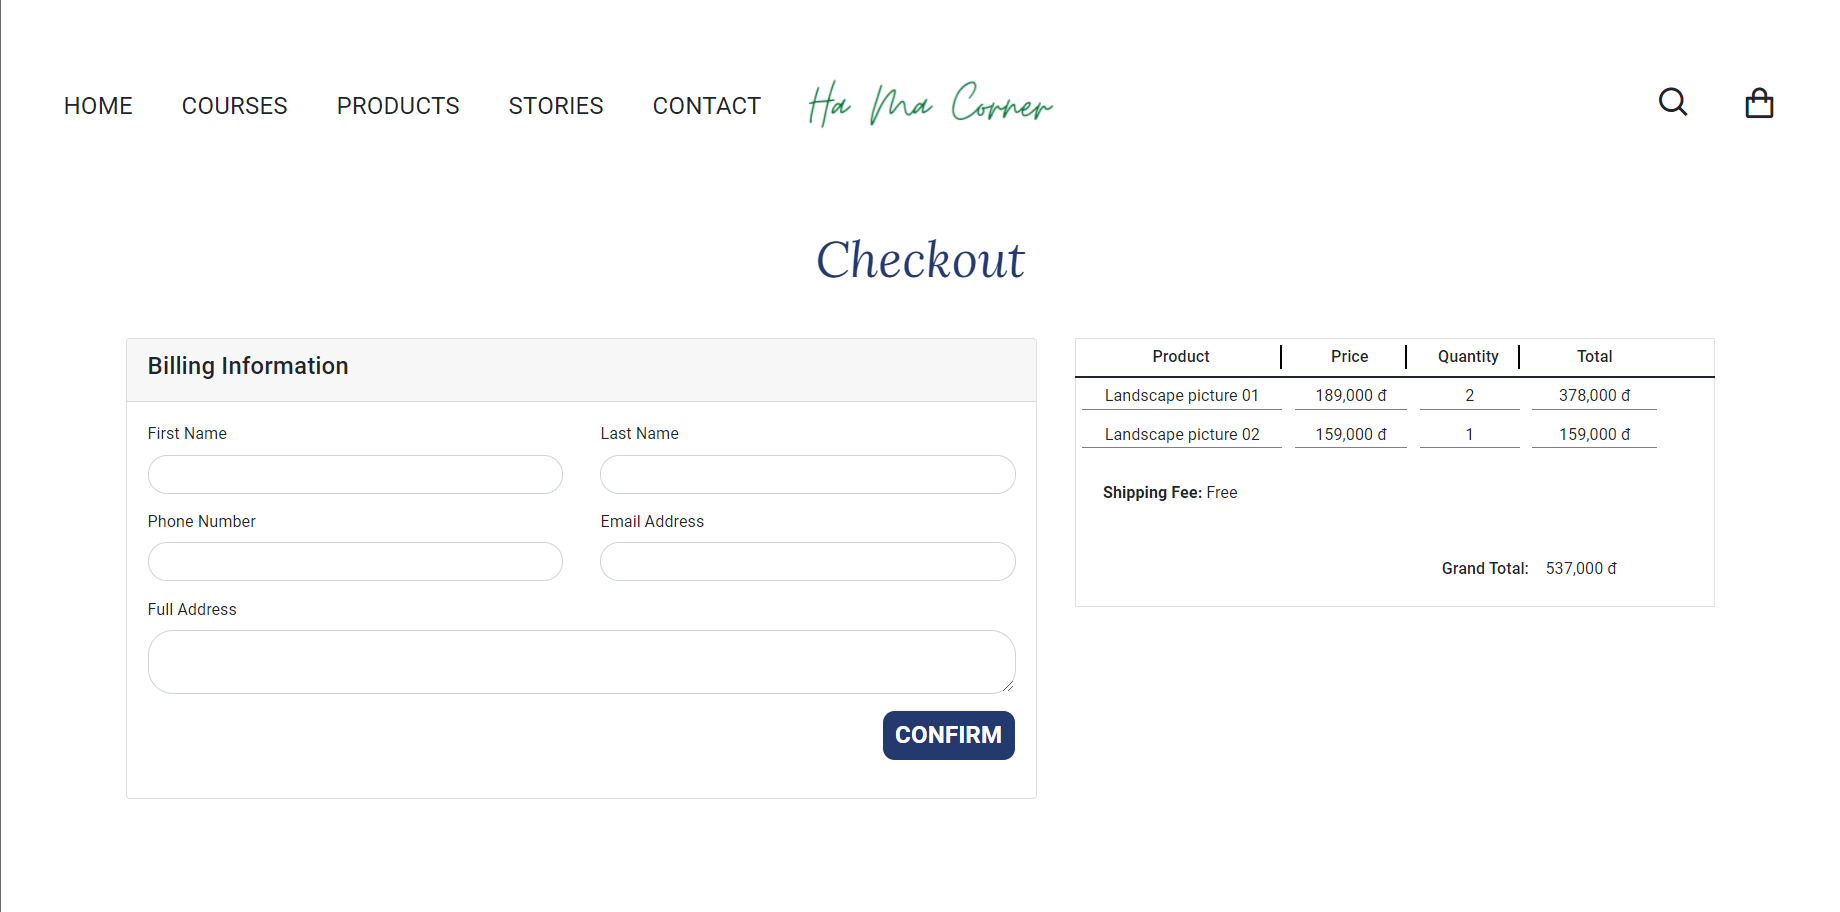 HOME COURSES PRODUCTS STORIES CONTACT Ha Ma Corner
Checkout
Billing Information
First Name Last Name
Phone Number Email Address
Full Address
CONFIRM
Product Price Quantity Total
Landscape picture 01 189,000 đ 2 378,000 đ
Landscape picture 02 159,000 đ 1 159,000 đ
Shipping Fee: Free
Grand Total: 537,000 đ